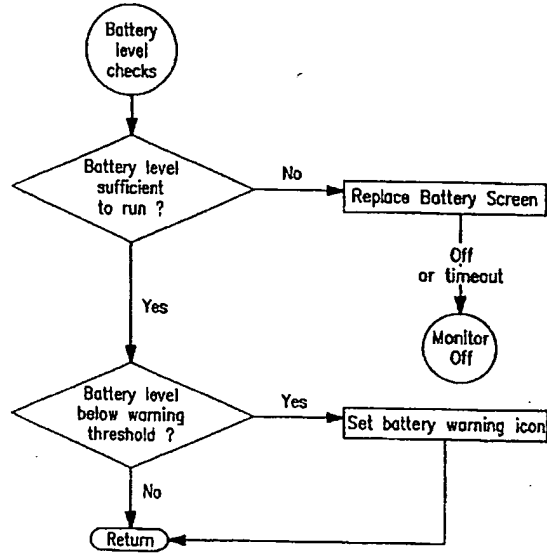 Battery
level
checks
Battery level
sufficient
to run ?
No
Replace Battery Screen
Off
or timeout
Monitor
Off
Yes
Battery level
below warning
threshold ?
Yes
Set battery warning icon
No
Return